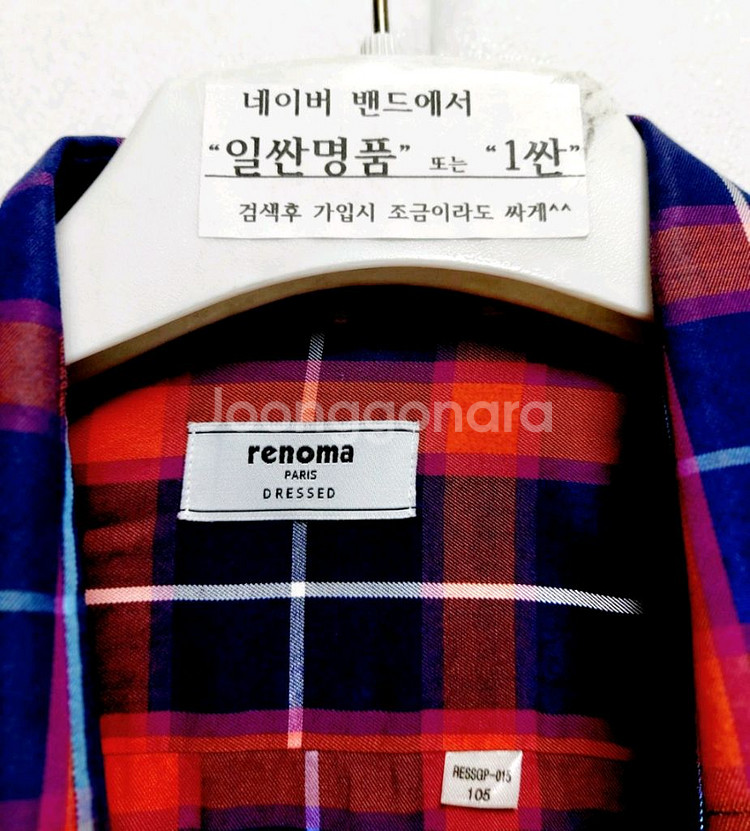 네이버 밴드에서
“일싼명품” 또는 “1싼”
검색후 가입시 조금이라도 싸게^^
Joonggonara
renoma
PARIS
DRESSED
RESSGP-015
105